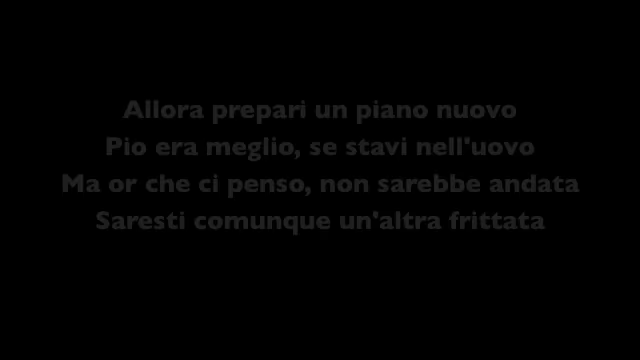 Allora prepari un piano nuovo
Pio era meglio, se stavi nell'uovo
Ma or che ci penso, non sarebbe andata
Saresti comunque un'altra frittata